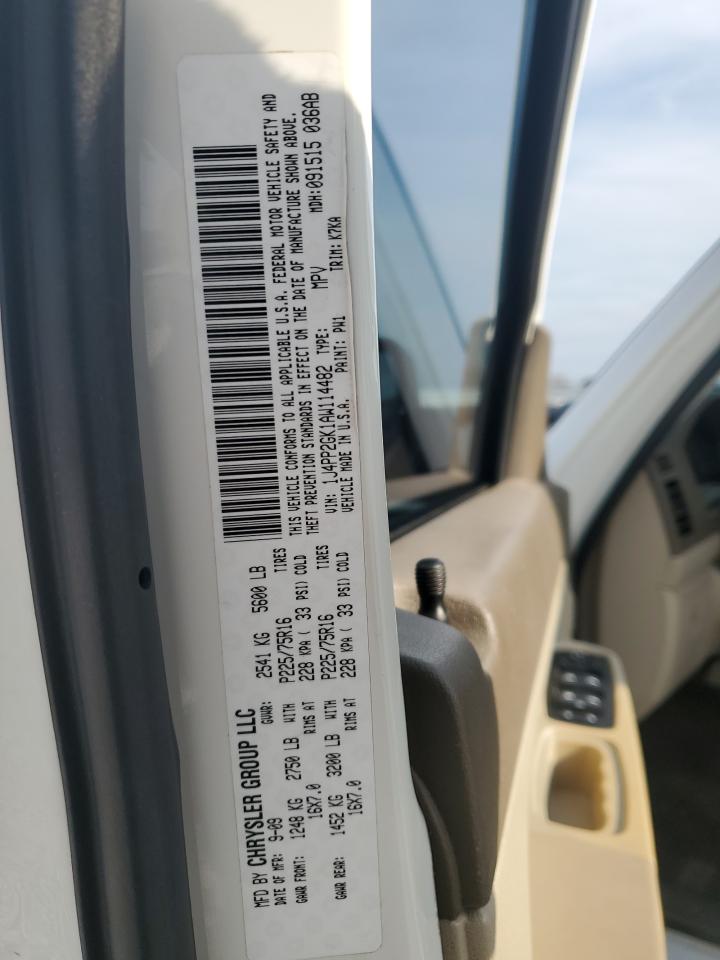 MFD BY CHRYSLER GROUP LLC
DATE OF MFR: 9-09 GVWR: 2541 KG 5600 LB
GAWR FRONT: 1248 KG 2750 LB WITH P225/75R16 TIRES
16X7.0 RIMS AT 228 KPA ( 33 PSI) COLD
GAWR REAR: 1452 KG 3200 LB WITH P225/75R16 TIRES
16X7.0 RIMS AT 228 KPA ( 33 PSI) COLD
THIS VEHICLE CONFORMS TO ALL APPLICABLE U.S.A. FEDERAL MOTOR VEHICLE SAFETY AND
THEFT PREVENTION STANDARDS IN EFFECT ON THE DATE OF MANUFACTURE SHOWN ABOVE.
VIN: 1J4PP2GK1AW114482 TYPE: MPV MDH:091515 036AB
VEHICLE MADE IN U.S.A. PAINT: PW1 TRIM: K7KA